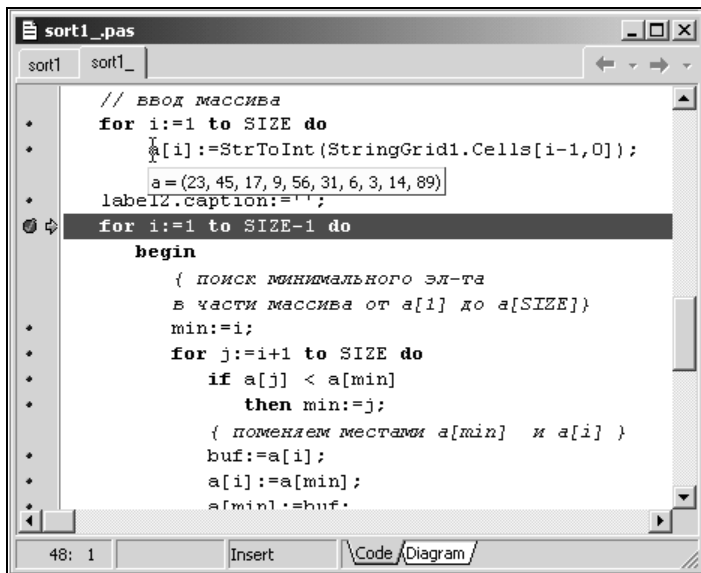 sort1_.pas
sort1 sort1_
// ввод массива
for i:=1 to SIZE do
a[i]:=StrToInt(StringGrid1.Cells[i-1,0]);
a = (23, 45, 17, 9, 56, 31, 6, 3, 14, 89)
label2.caption:='';
for i:=1 to SIZE-1 do
begin
{ поиск минимального эл-та
в части массива от a[1] до a[SIZE]}
min:=i;
for j:=i+1 to SIZE do
if a[j] < a[min]
then min:=j;
{ поменяем местами a[min] и a[i] }
buf:=a[i];
a[i]:=a[min];
a[min]:=buf;
48: 1 Insert Code Diagram